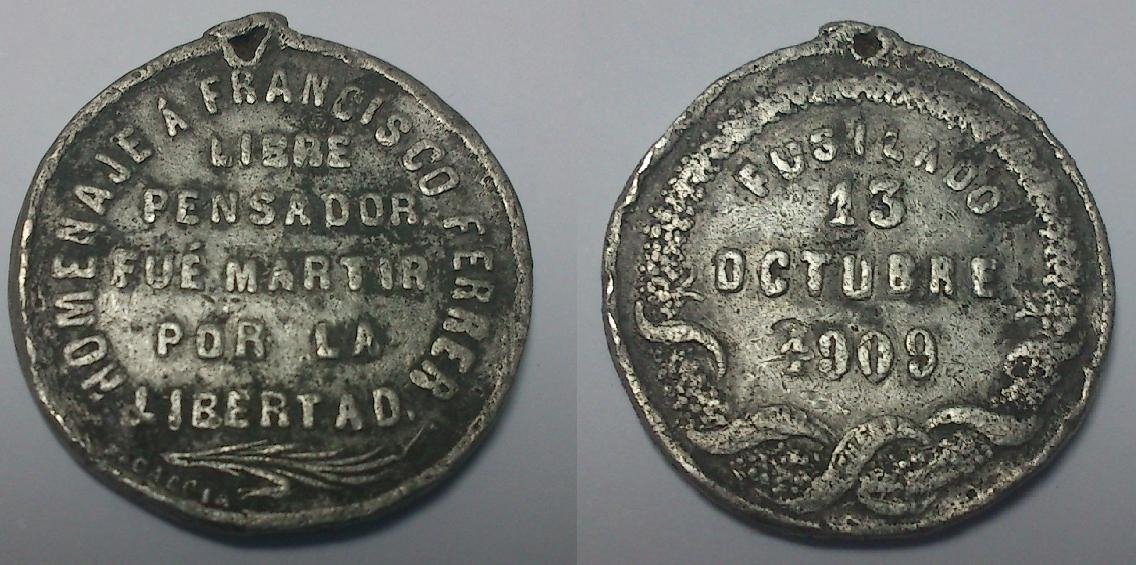 HOMENAJE Á FRANCISCO FERRER
LIBRE
PENSADOR
FUÉ MARTIR
POR LA
LIBERTAD.
FUSILADO
13
OCTUBRE
1909